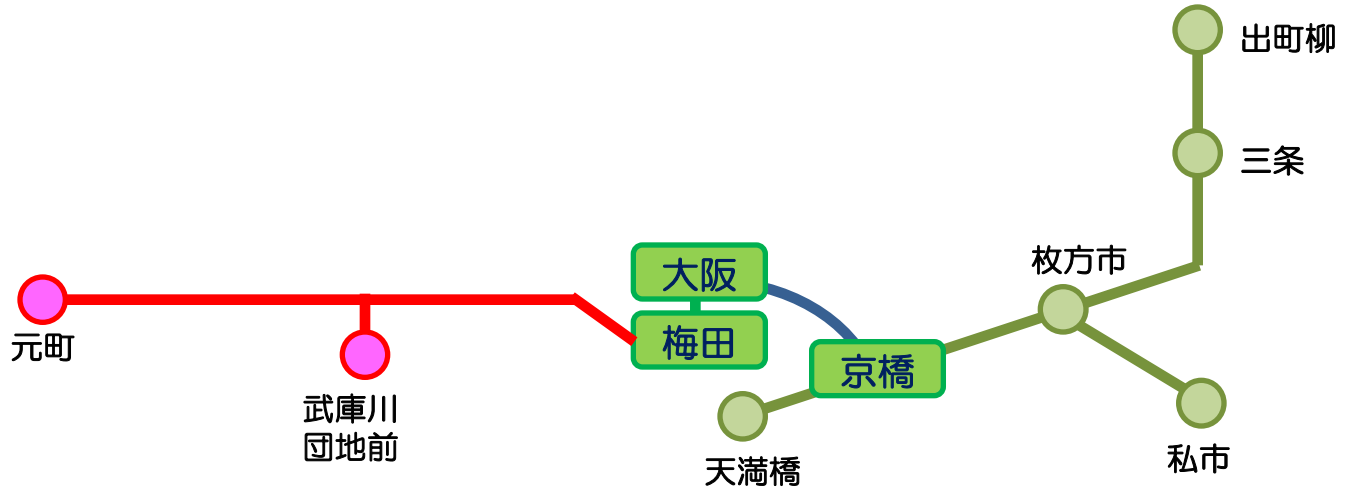 出町柳
三条
枚方市
大阪
梅田
元町
京橋
武庫川
団地前
天満橋
私市